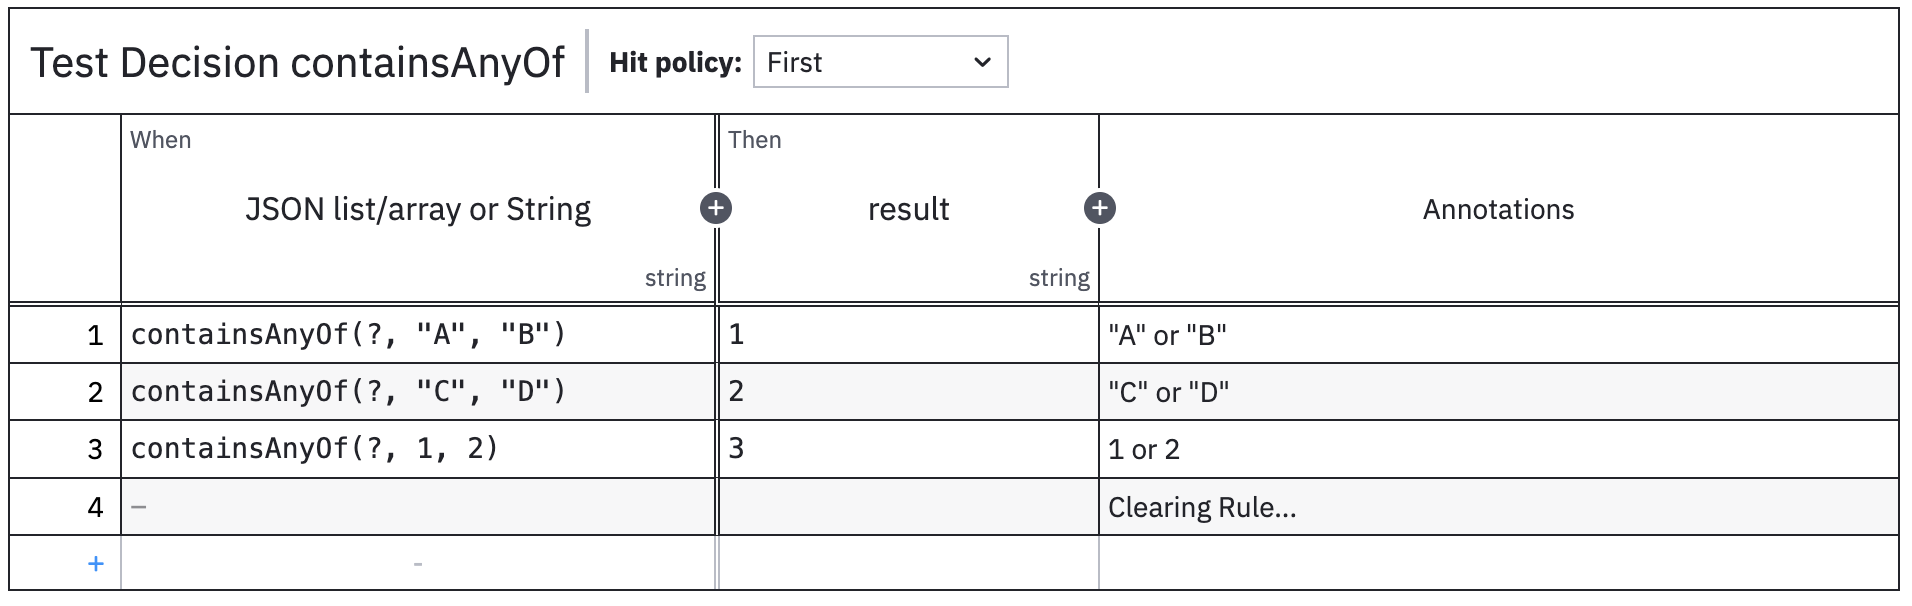 Test Decision containsAnyOf Hit policy: First
When Then
JSON list/array or String result Annotations
string string
1 containsAnyOf(?, "A", "B") 1 "A" or "B"
2 containsAnyOf(?, "C", "D") 2 "C" or "D"
3 containsAnyOf(?, 1, 2) 3 1 or 2
4 – Clearing Rule...
+ -